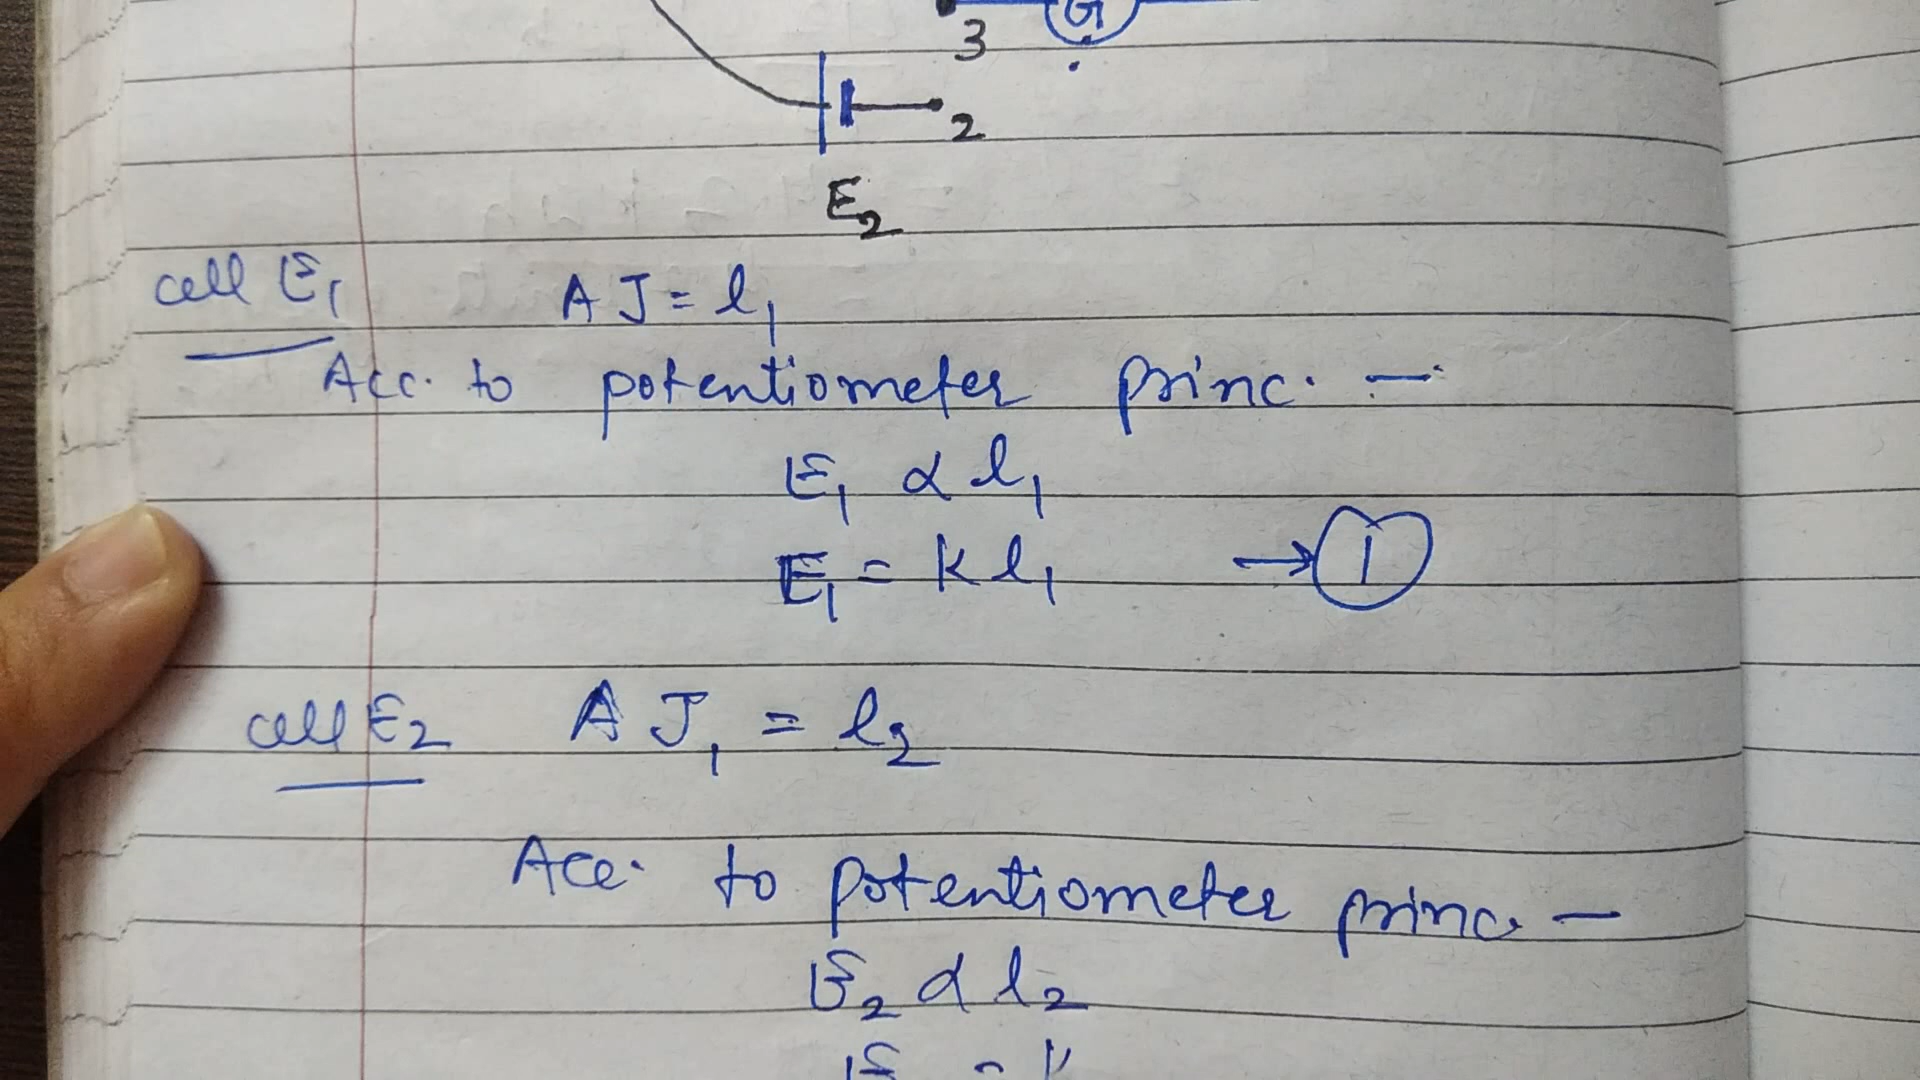 G
3
2
E₂
cell E₁ AJ = l₁
Acc. to potentiometer princ. —
E₁ ∝ l₁
E₁ = K l₁ → 1
cell E₂ AJ₁ = l₂
Acc. to potentiometer princ. —
E₂ ∝ l₂